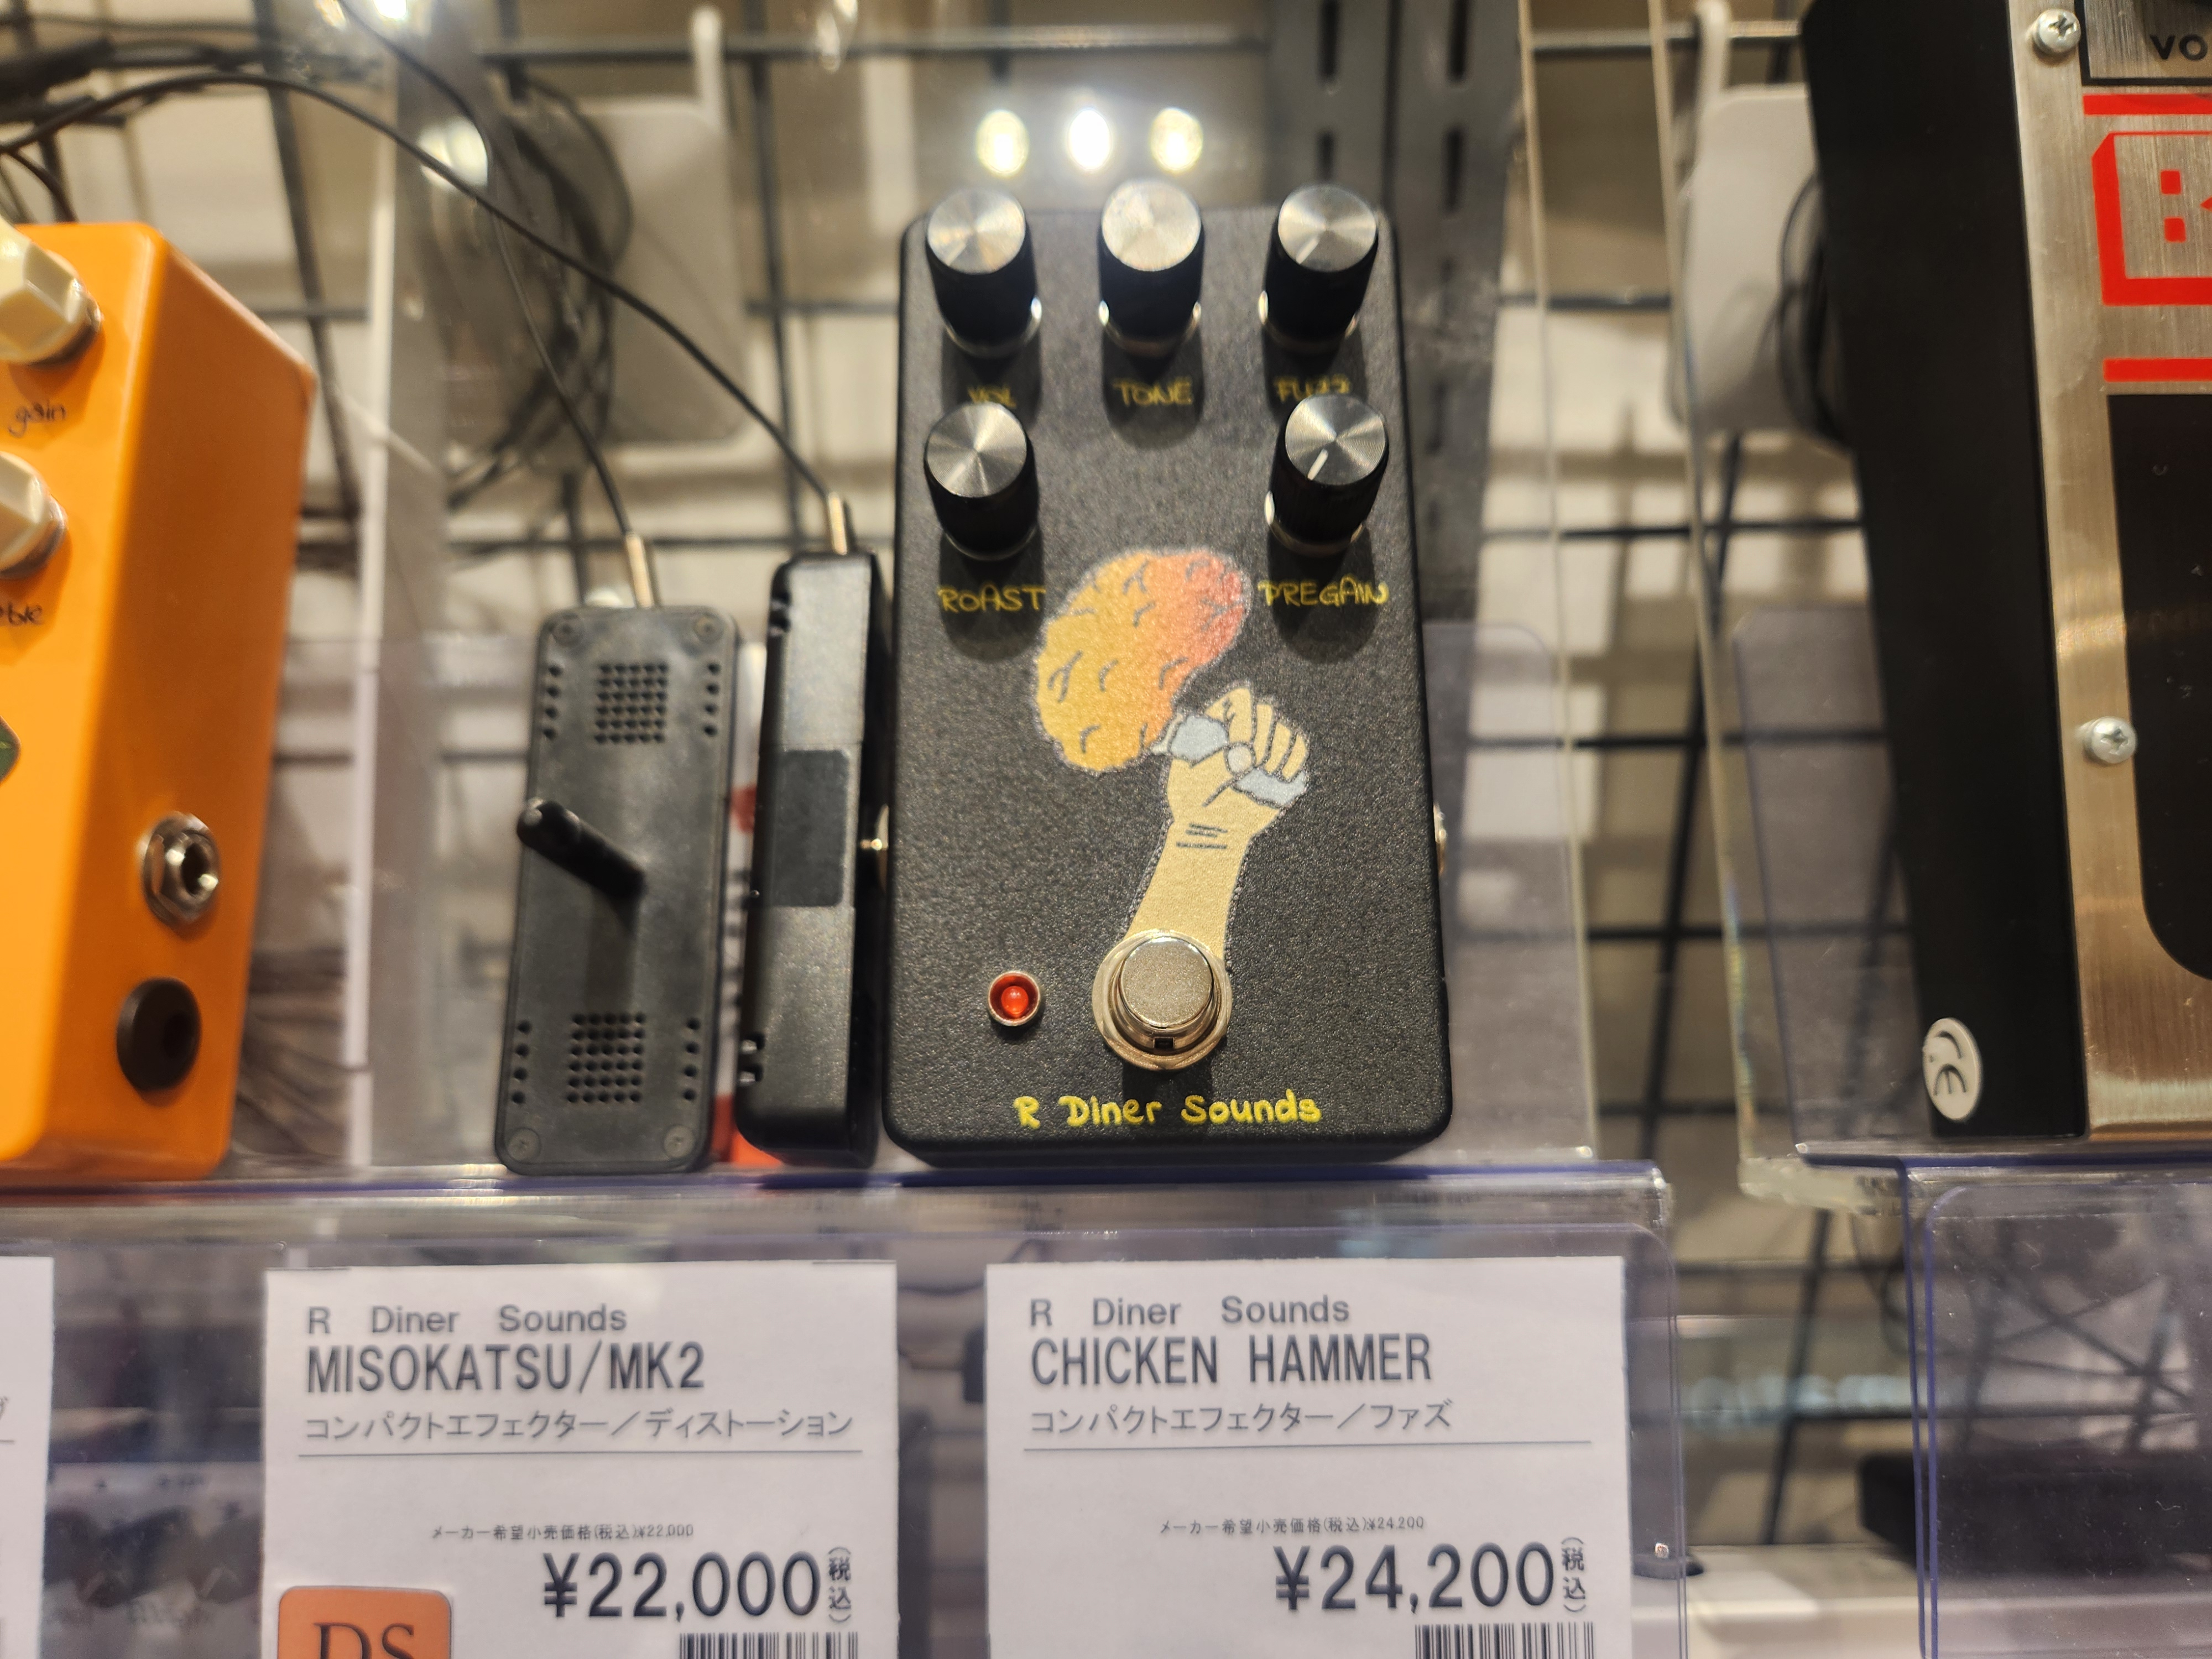 gain
VOL
TONE
FUZZ
ROAST
PREGAIN
R Diner Sounds
VO
R Diner Sounds
MISOKATSU/MK2
コンパクトエフェクター／ディストーション
メーカー希望小売価格(税込)¥22,000
¥22,000(税込)
DS
R Diner Sounds
CHICKEN HAMMER
コンパクトエフェクター／ファズ
メーカー希望小売価格(税込)¥24,200
¥24,200(税込)